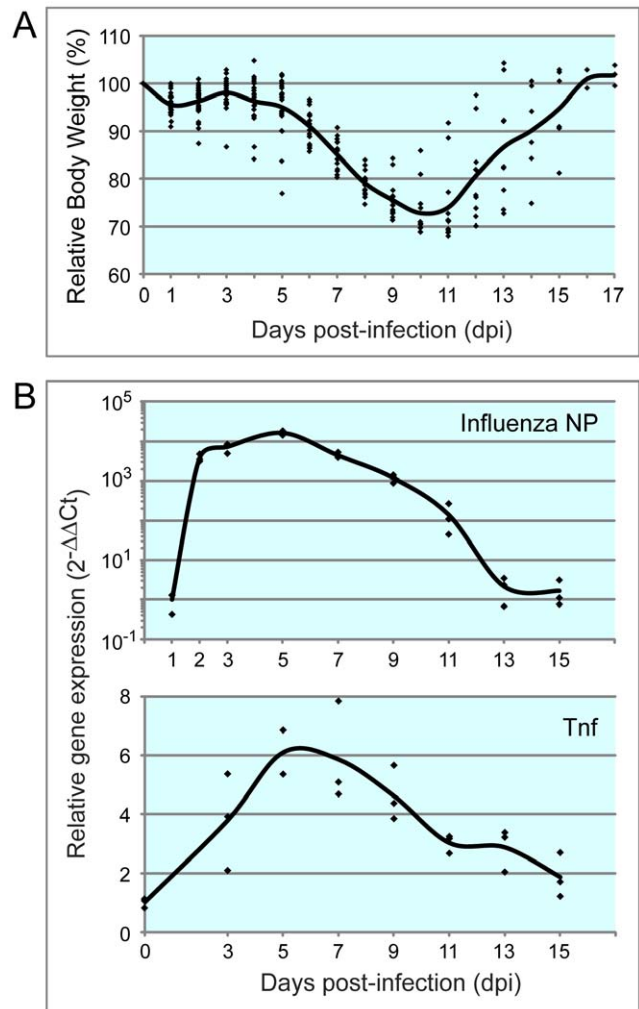 A
Relative Body Weight (%)
110
100
90
80
70
60
0 1 3 5 7 9 11 13 15 17
Days post-infection (dpi)
B
Relative gene expression (2-ΔΔCt)
Influenza NP
10^5
10^3
10^1
10^-1
1 2 3 5 7 9 11 13 15
Tnf
8
6
4
2
0
0 3 5 7 9 11 13 15
Days post-infection (dpi)